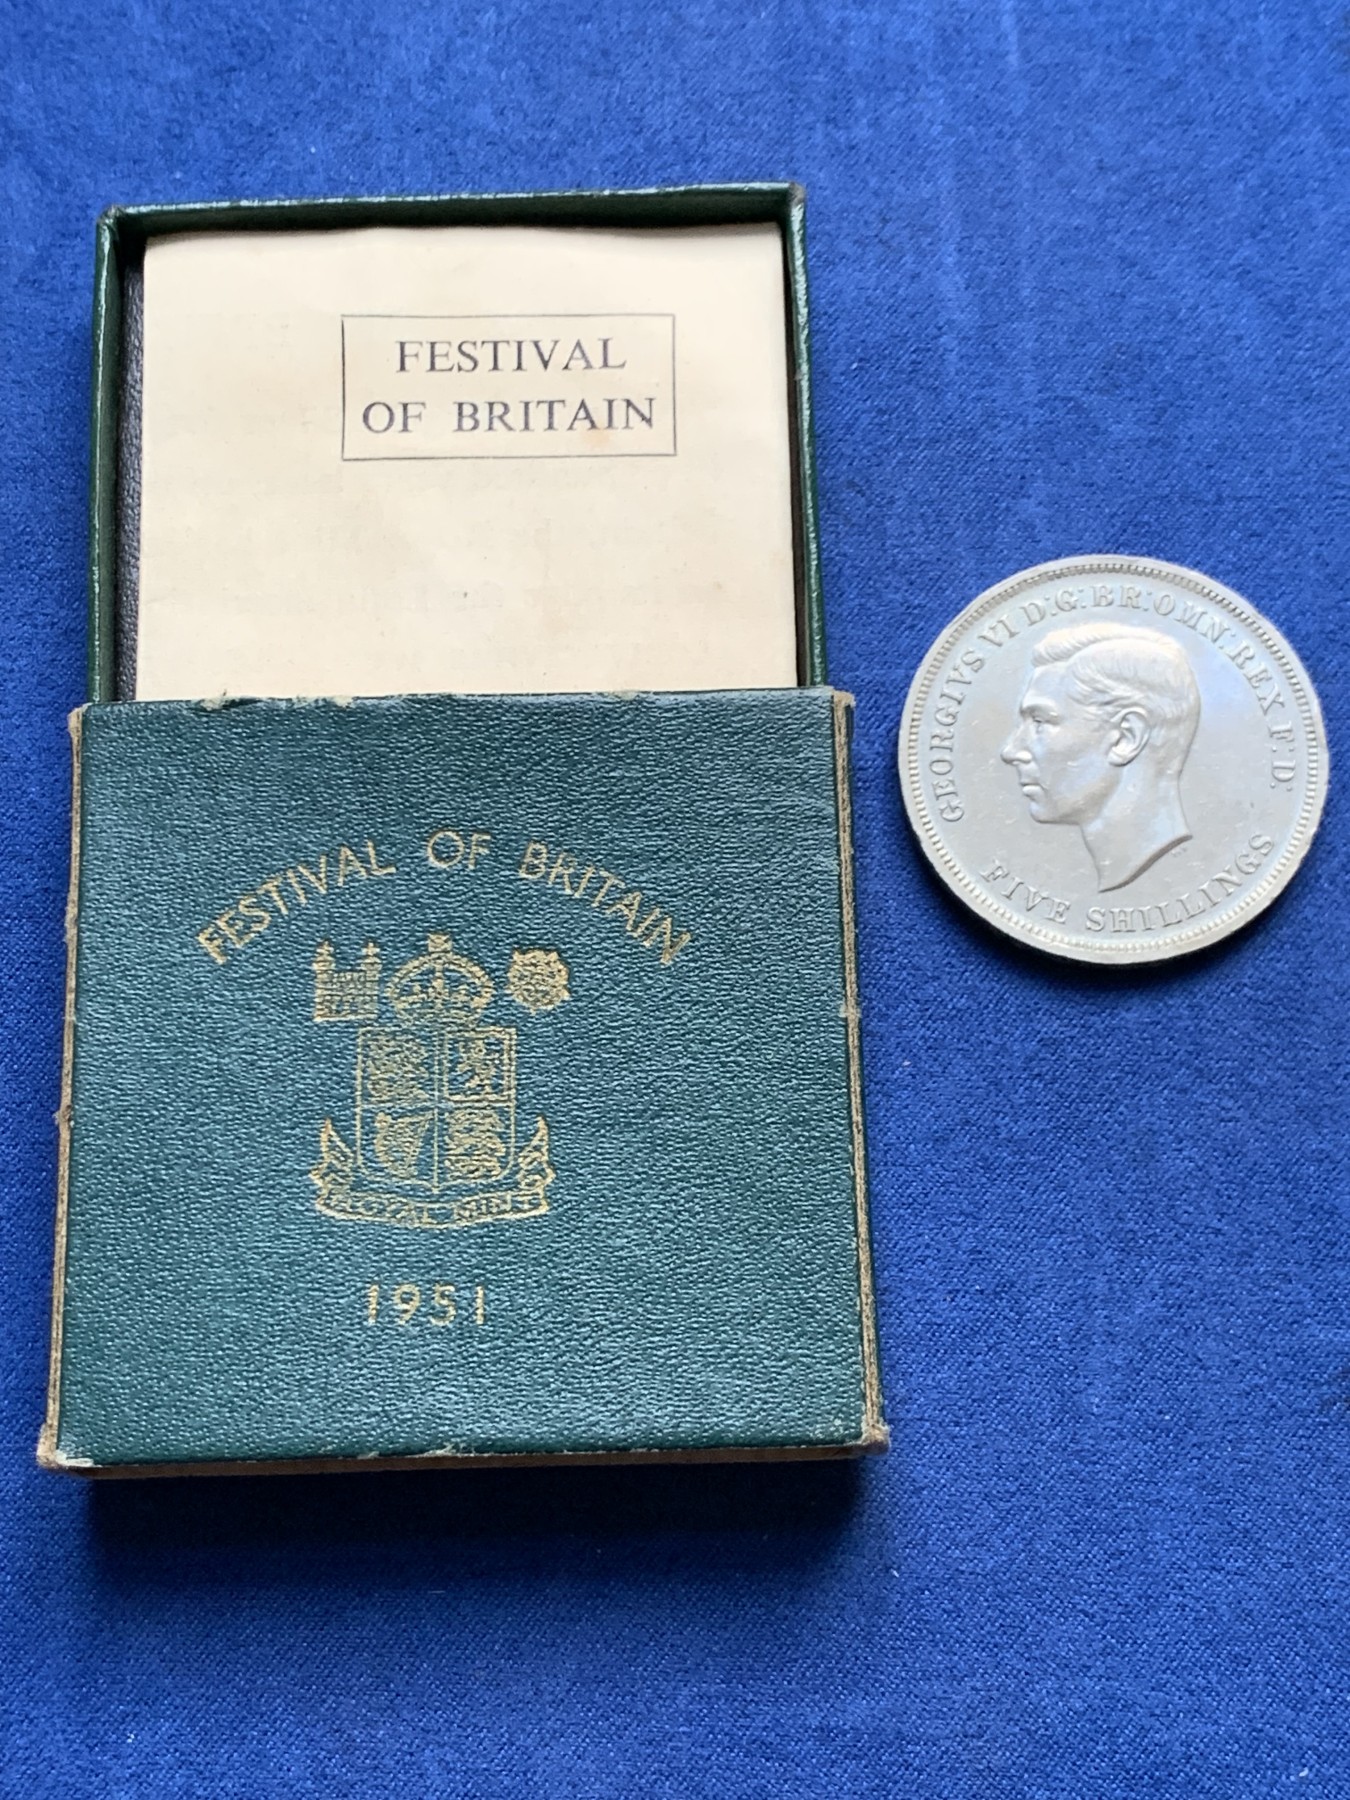 FESTIVAL
OF BRITAIN
FESTIVAL OF BRITAIN
ROYAL MINT
1951
GEORGIVS VI D:G:BR:OMN:REX F:D:
FIVE SHILLINGS